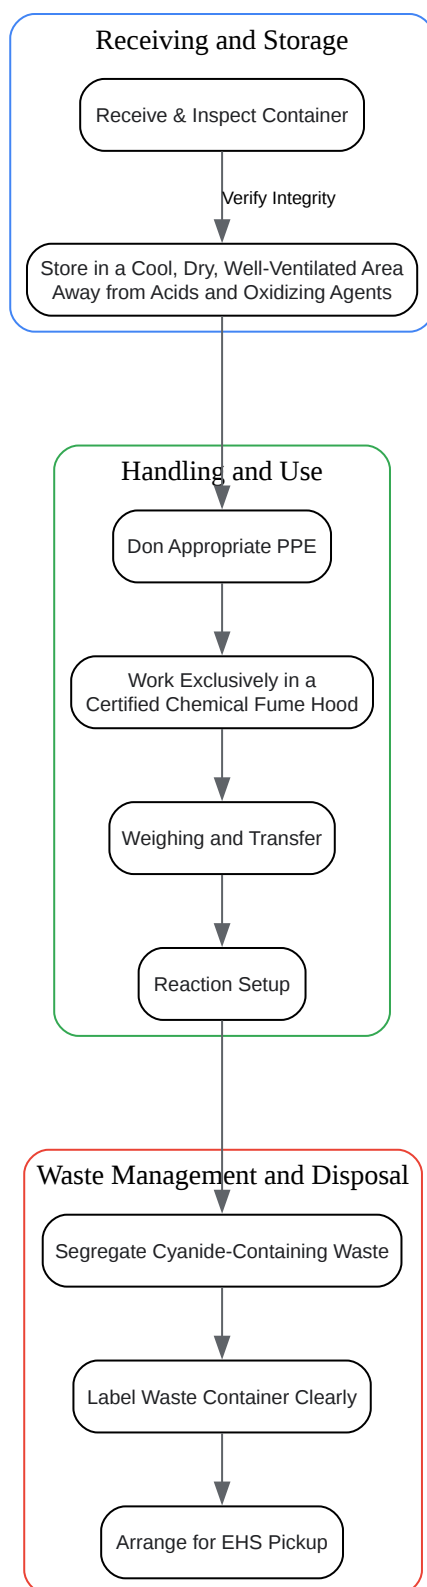 Receiving and Storage
Receive & Inspect Container
Verify Integrity
Store in a Cool, Dry, Well-Ventilated Area
Away from Acids and Oxidizing Agents
Handling and Use
Don Appropriate PPE
Work Exclusively in a
Certified Chemical Fume Hood
Weighing and Transfer
Reaction Setup
Waste Management and Disposal
Segregate Cyanide-Containing Waste
Label Waste Container Clearly
Arrange for EHS Pickup